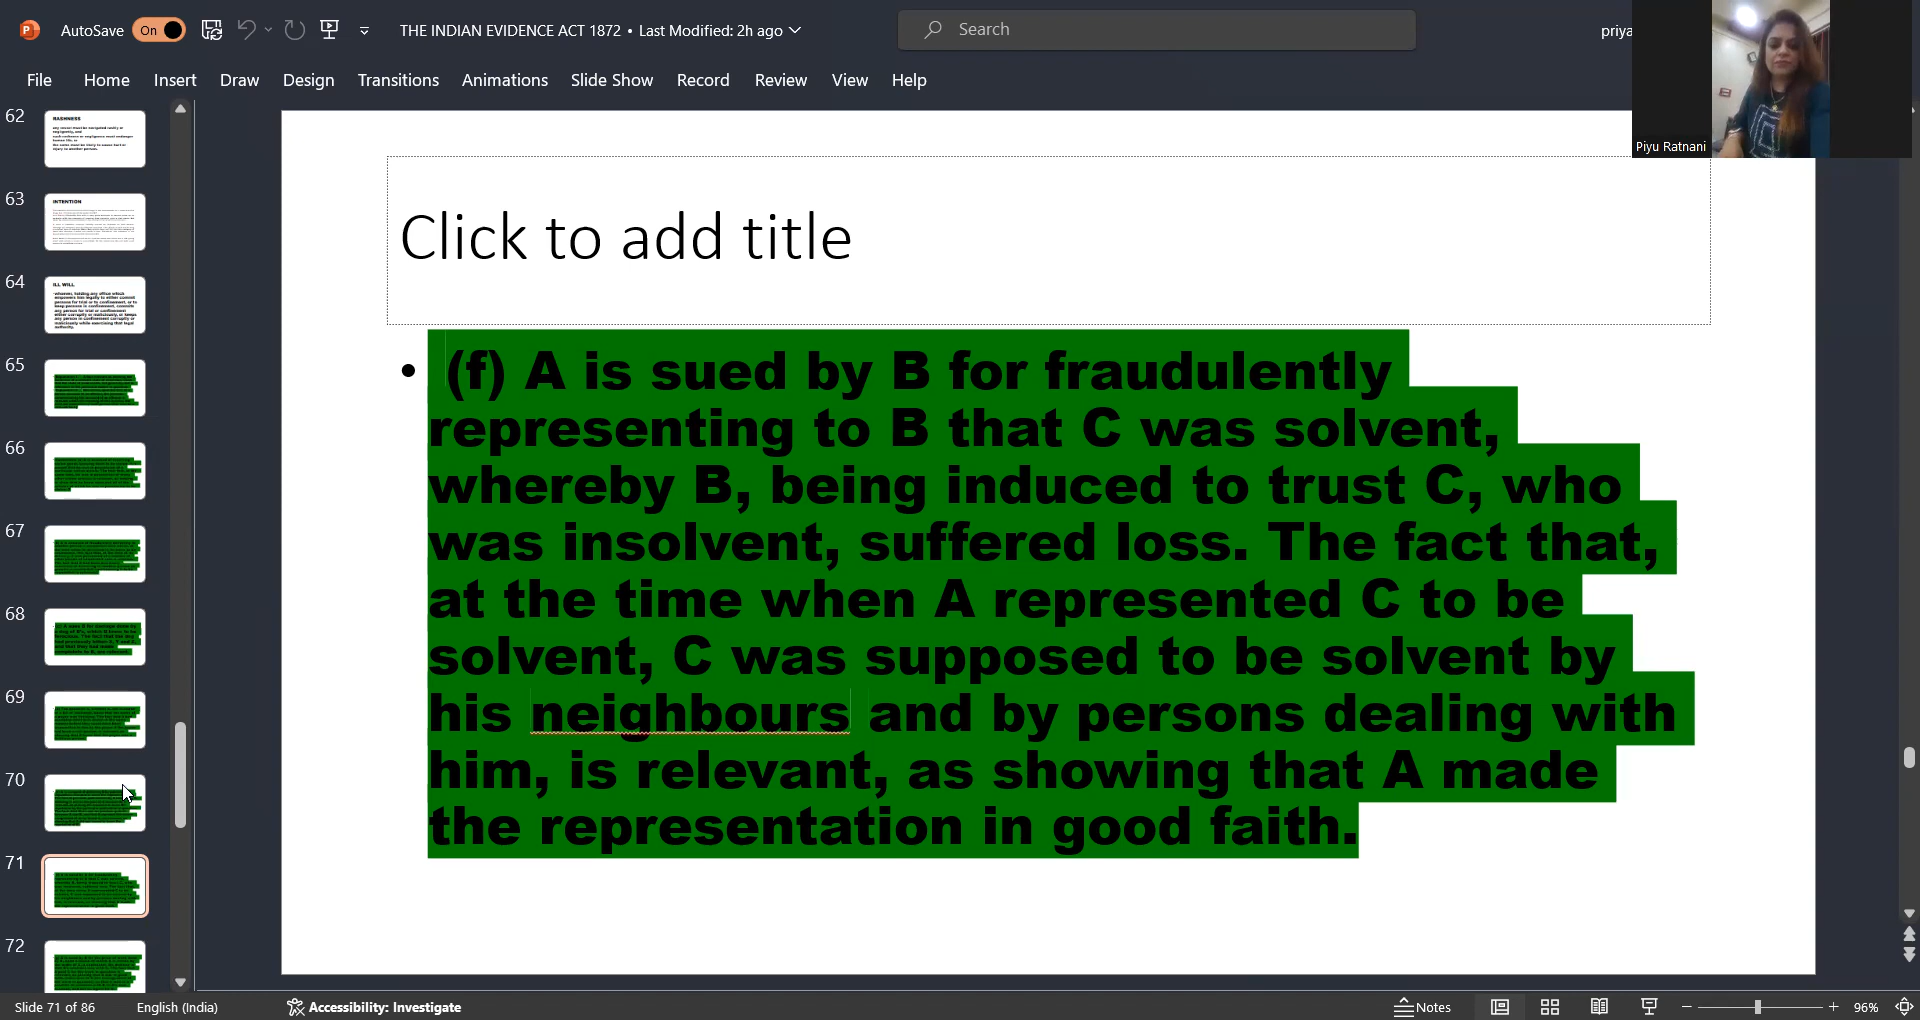 AutoSave On
THE INDIAN EVIDENCE ACT 1872 • Last Modified: 2h ago
Search
priya
File Home Insert Draw Design Transitions Animations Slide Show Record Review View Help
Piyu Ratnani
62
RASHNESS
63
INTENTION
64
ILL WILL
65
66
67
68
69
70
71
72
Click to add title
• (f) A is sued by B for fraudulently
representing to B that C was solvent,
whereby B, being induced to trust C, who
was insolvent, suffered loss. The fact that,
at the time when A represented C to be
solvent, C was supposed to be solvent by
his neighbours and by persons dealing with
him, is relevant, as showing that A made
the representation in good faith.
Slide 71 of 86 English (India) Accessibility: Investigate Notes 96%